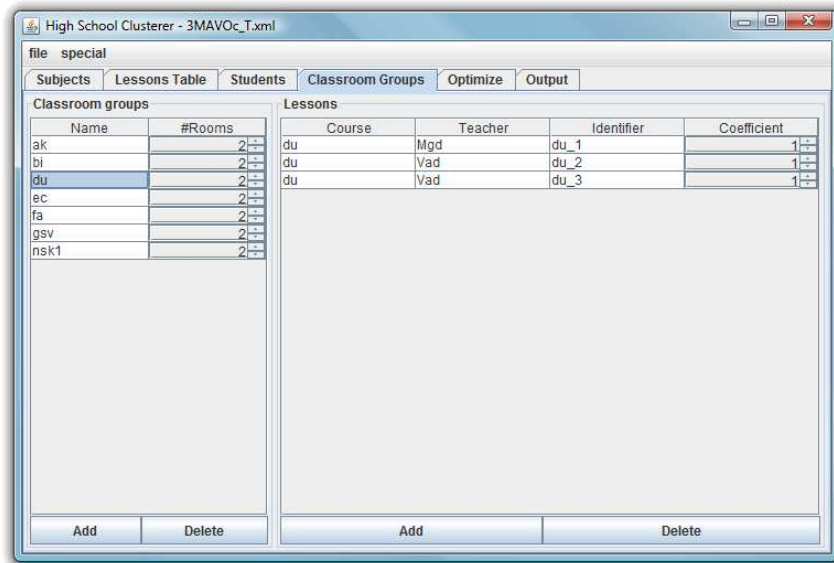 High School Clusterer - 3MAVOc_T.xml
file special
Subjects Lessons Table Students Classroom Groups Optimize Output
Classroom groups
Name #Rooms
ak 2
bi 2
du 2
ec 2
fa 2
gsv 2
nsk1 2
Add Delete
Lessons
Course Teacher Identifier Coefficient
du Mgd du_1 1
du Vad du_2 1
du Vad du_3 1
Add Delete